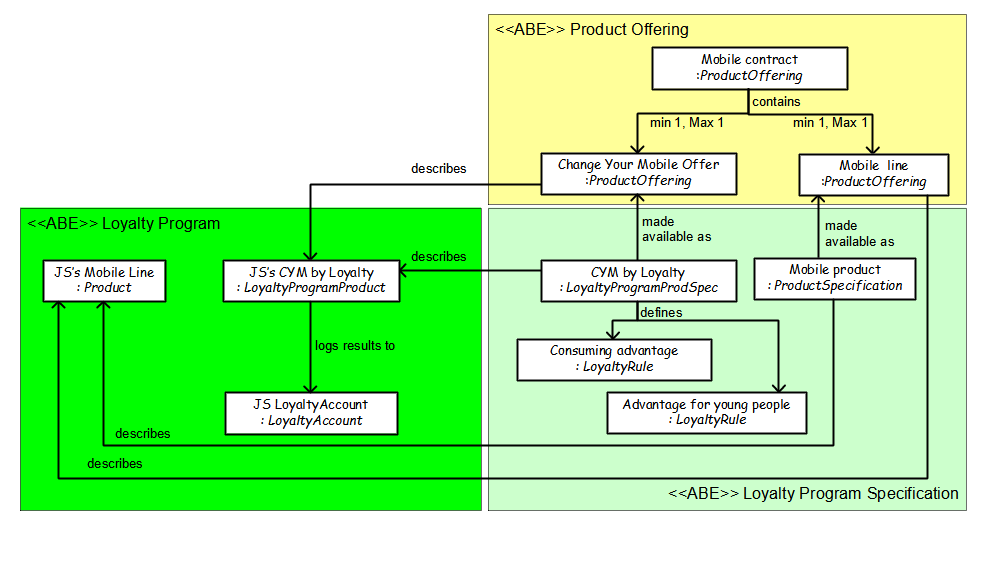 <<ABE>> Product Offering
Mobile contract
:ProductOffering
contains
min 1, Max 1
min 1, Max 1
Change Your Mobile Offer
:ProductOffering
Mobile line
:ProductOffering
describes
<<ABE>> Loyalty Program
made
available as
made
available as
describes
JS's Mobile Line
: Product
JS's CYM by Loyalty
: LoyaltyProgramProduct
CYM by Loyalty
: LoyaltyProgramProdSpec
Mobile product
: ProductSpecification
defines
logs results to
Consuming advantage
: LoyaltyRule
JS LoyaltyAccount
: LoyaltyAccount
Advantage for young people
: LoyaltyRule
describes
describes
<<ABE>> Loyalty Program Specification